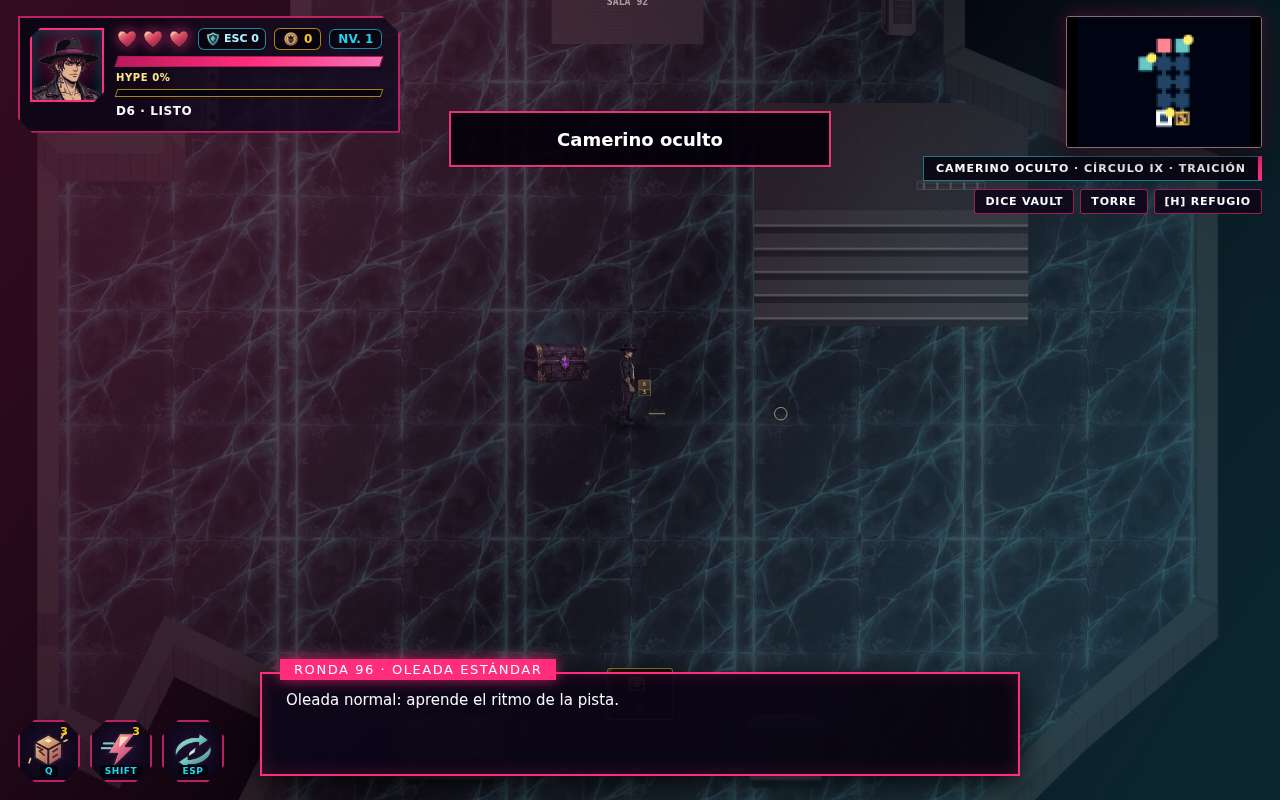 SALA 92
ESC 0
0
NV. 1
HYPE 0%
D6 · LISTO
Camerino oculto
CAMERINO OCULTO · CÍRCULO IX · TRAICIÓN
DICE VAULT
TORRE
[H] REFUGIO
RONDA 96 · OLEADA ESTÁNDAR
Oleada normal: aprende el ritmo de la pista.
3
Q
3
SHIFT
ESP